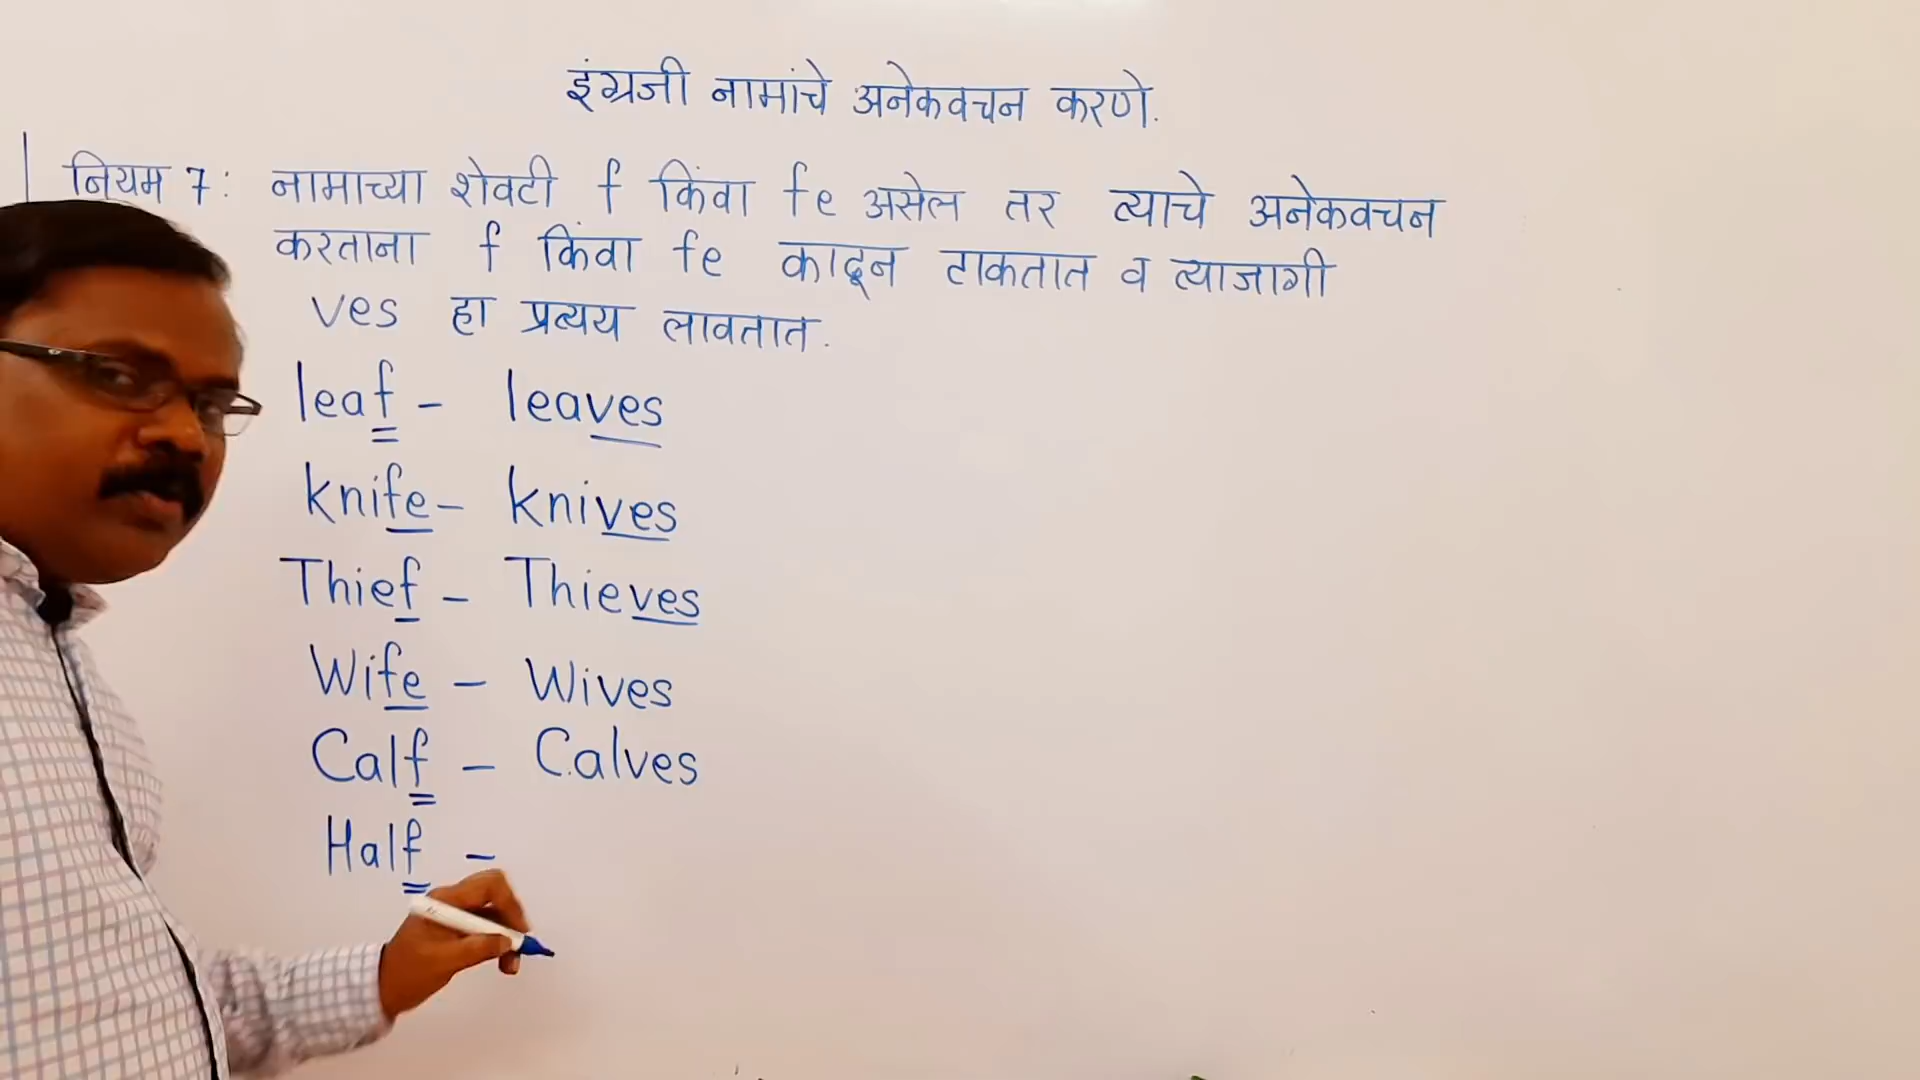 इंग्रजी नामांचे अनेकवचन करणे.
नियम 7: नामाच्या शेवटी f किंवा fe असेल तर त्याचे अनेकवचन
करताना f किंवा fe काढून टाकतात व त्याजागी
ves हा प्रत्यय लावतात.
leaf - leaves
knife - knives
Thief - Thieves
Wife - Wives
Calf - Calves
Half -